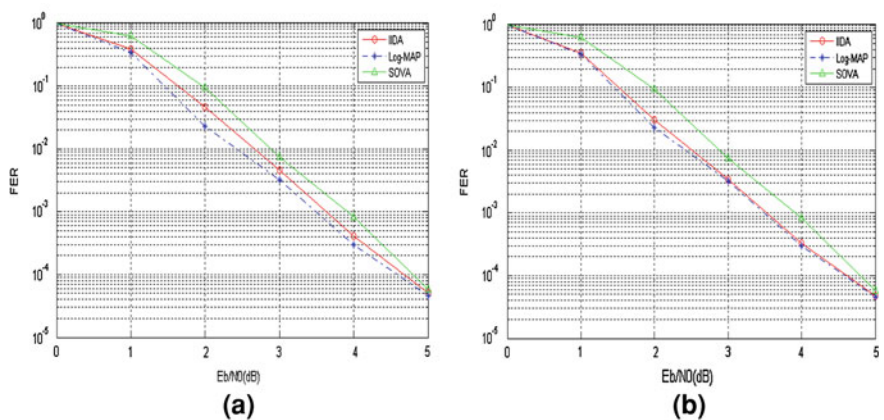 10^0
10^-1
10^-2
10^-3
10^-4
10^-5
FER
0 1 2 3 4 5
Eb/N0(dB)
IIDA
Log-MAP
SOVA
(a)
10^0
10^-1
10^-2
10^-3
10^-4
10^-5
FER
0 1 2 3 4 5
Eb/N0(dB)
IIDA
Log-MAP
SOVA
(b)